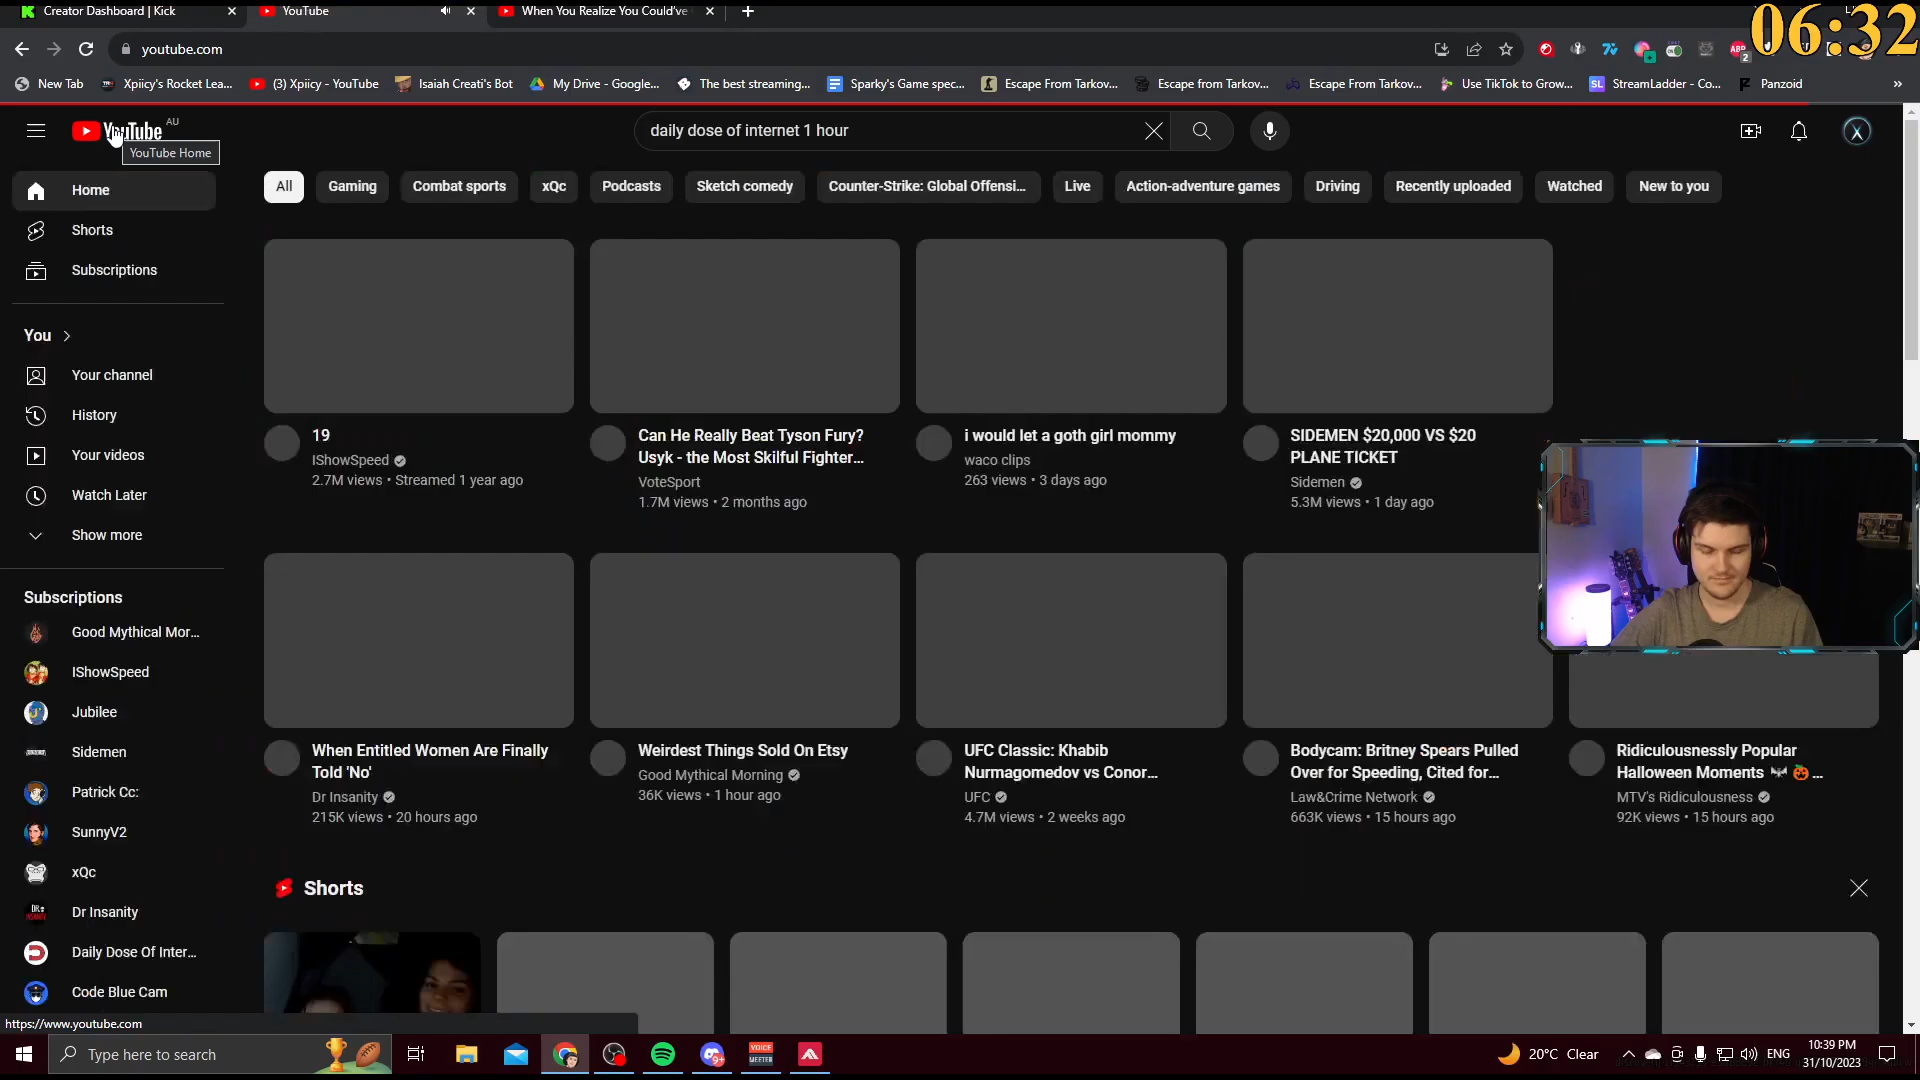 Creator Dashboard | Kick
YouTube
When You Realize You Could've
06:32
youtube.com
New Tab
Xpiicy's Rocket Lea...
(3) Xpiicy - YouTube
Isaiah Creati's Bot
My Drive - Google...
The best streaming...
Sparky's Game spec...
Escape From Tarkov...
Escape from Tarkov...
Escape From Tarkov...
Use TikTok to Grow...
SL
StreamLadder - Co...
Panzoid
YouTube
AU
YouTube Home
daily dose of internet 1 hour
Home
Shorts
Subscriptions
You
Your channel
History
Your videos
Watch Later
Show more
Subscriptions
Good Mythical Mor...
IShowSpeed
Jubilee
Sidemen
Patrick Cc:
SunnyV2
xQc
Dr Insanity
Daily Dose Of Inter...
Code Blue Cam
All
Gaming
Combat sports
xQc
Podcasts
Sketch comedy
Counter-Strike: Global Offensi...
Live
Action-adventure games
Driving
Recently uploaded
Watched
New to you
19
IShowSpeed
2.7M views • Streamed 1 year ago
Can He Really Beat Tyson Fury?
Usyk - the Most Skilful Fighter...
VoteSport
1.7M views • 2 months ago
i would let a goth girl mommy
waco clips
263 views • 3 days ago
SIDEMEN $20,000 VS $20
PLANE TICKET
Sidemen
5.3M views • 1 day ago
When Entitled Women Are Finally
Told 'No'
Dr Insanity
215K views • 20 hours ago
Weirdest Things Sold On Etsy
Good Mythical Morning
36K views • 1 hour ago
UFC Classic: Khabib
Nurmagomedov vs Conor...
UFC
4.7M views • 2 weeks ago
Bodycam: Britney Spears Pulled
Over for Speeding, Cited for...
Law&Crime Network
663K views • 15 hours ago
Ridiculousnessly Popular
Halloween Moments 🦇 🎃 ...
MTV's Ridiculousness
92K views • 15 hours ago
Shorts
https://www.youtube.com
Type here to search
9+
VOICE
MEETER
20°C Clear
ENG
10:39 PM
31/10/2023